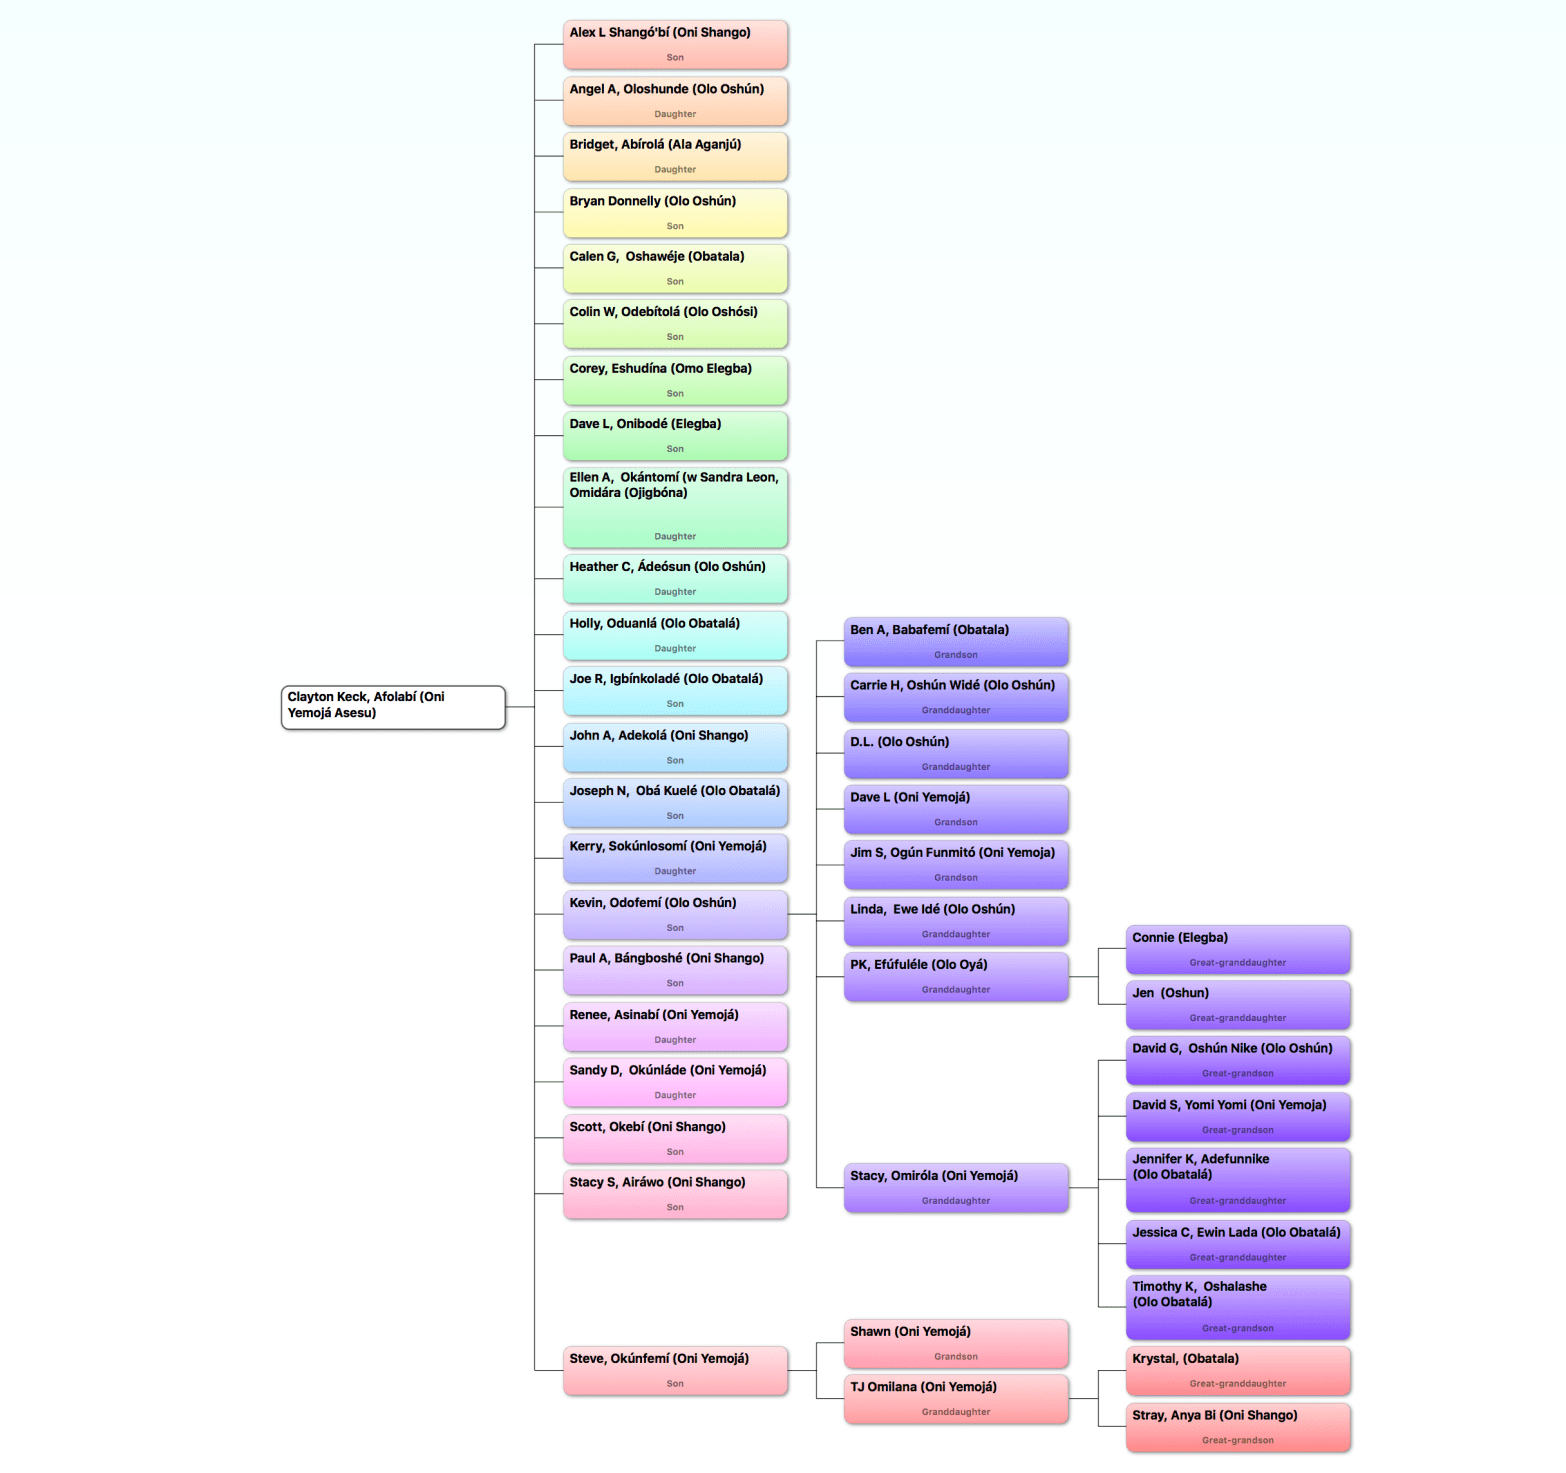 Clayton Keck, Afolabí (Oni
Yemojá Asesu)
Alex L Shangó'bí (Oni Shango)
Son
Angel A, Oloshunde (Olo Oshún)
Daughter
Bridget, Abírolá (Ala Aganjú)
Daughter
Bryan Donnelly (Olo Oshún)
Son
Calen G,  Oshawéje (Obatala)
Son
Colin W, Odebítolá (Olo Oshósi)
Son
Corey, Eshudína (Omo Elegba)
Son
Dave L, Onibodé (Elegba)
Son
Ellen A,  Okántomí (w Sandra Leon,
Omidára (Ojigbóna)
Daughter
Heather C, Ádeósun (Olo Oshún)
Daughter
Holly, Oduanlá (Olo Obatalá)
Daughter
Joe R, Igbínkoladé (Olo Obatalá)
Son
John A, Adekolá (Oni Shango)
Son
Joseph N,  Obá Kuelé (Olo Obatalá)
Son
Kerry, Sokúnlosomí (Oni Yemojá)
Daughter
Kevin, Odofemí (Olo Oshún)
Son
Ben A, Babafemí (Obatala)
Grandson
Carrie H, Oshún Widé (Olo Oshún)
Granddaughter
D.L. (Olo Oshún)
Granddaughter
Dave L (Oni Yemojá)
Grandson
Jim S, Ogún Funmitó (Oni Yemoja)
Grandson
Linda,  Ewe Idé (Olo Oshún)
Granddaughter
PK, Efúfuléle (Olo Oyá)
Granddaughter
Connie (Elegba)
Great-granddaughter
Jen  (Oshun)
Great-granddaughter
Stacy, Omiróla (Oni Yemojá)
Granddaughter
David G,  Oshún Nike (Olo Oshún)
Great-grandson
David S, Yomi Yomi (Oni Yemoja)
Great-grandson
Jennifer K, Adefunnike
(Olo Obatalá)
Great-granddaughter
Jessica C, Ewin Lada (Olo Obatalá)
Great-granddaughter
Timothy K,  Oshalashe
(Olo Obatalá)
Great-grandson
Paul A, Bángboshé (Oni Shango)
Son
Renee, Asinabí (Oni Yemojá)
Daughter
Sandy D,  Okúnláde (Oni Yemojá)
Daughter
Scott, Okebí (Oni Shango)
Son
Stacy S, Airáwo (Oni Shango)
Son
Steve, Okúnfemí (Oni Yemojá)
Son
Shawn (Oni Yemojá)
Grandson
TJ Omilana (Oni Yemojá)
Granddaughter
Krystal, (Obatala)
Great-granddaughter
Stray, Anya Bi (Oni Shango)
Great-grandson